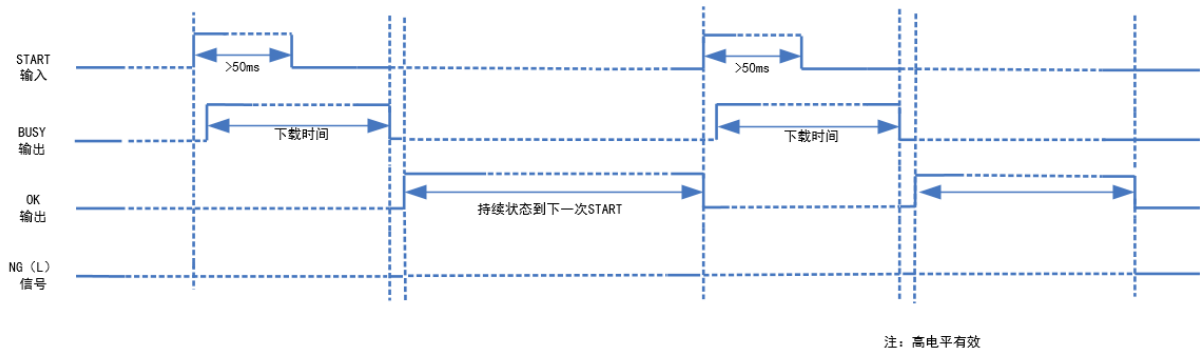 START
输入
>50ms
>50ms
BUSY
输出
下载时间
下载时间
OK
输出
持续状态到下一次START
NG（L）
信号
注：高电平有效